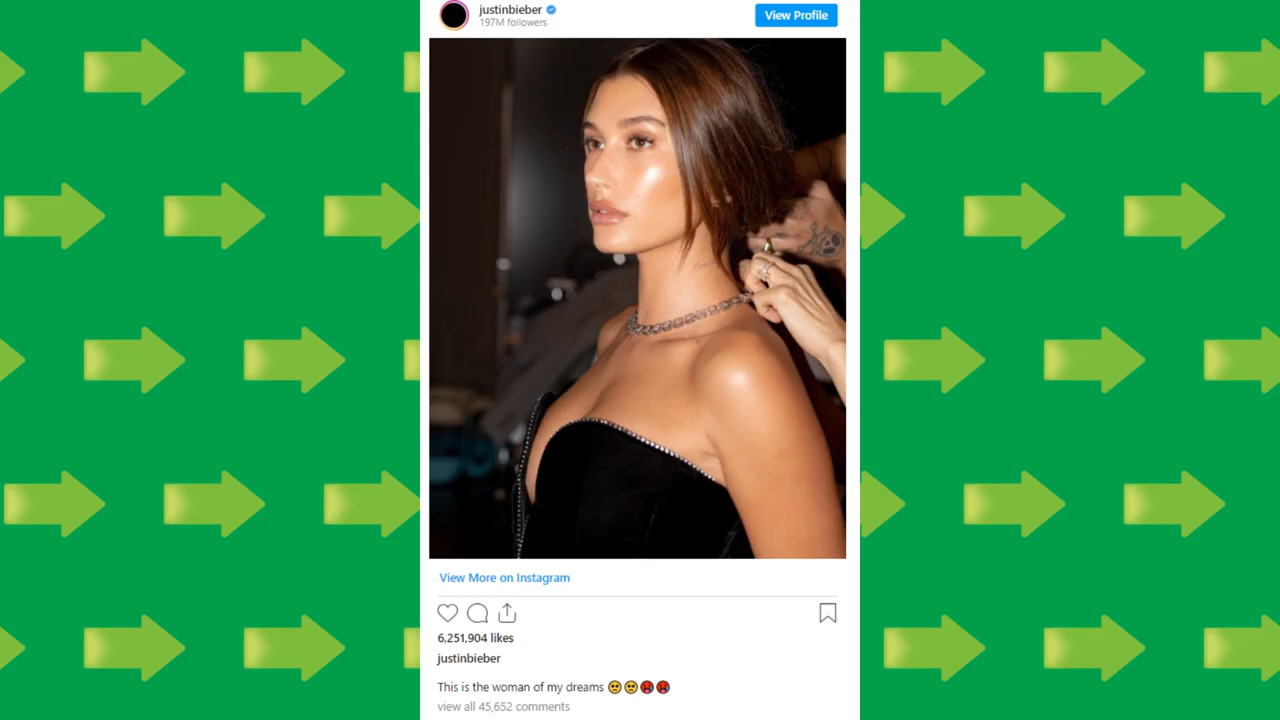 justinbieber
197M followers
View Profile
View More on Instagram
6,251,904 likes
justinbieber
This is the woman of my dreams 🥺🥺🤬🤬
view all 45,652 comments